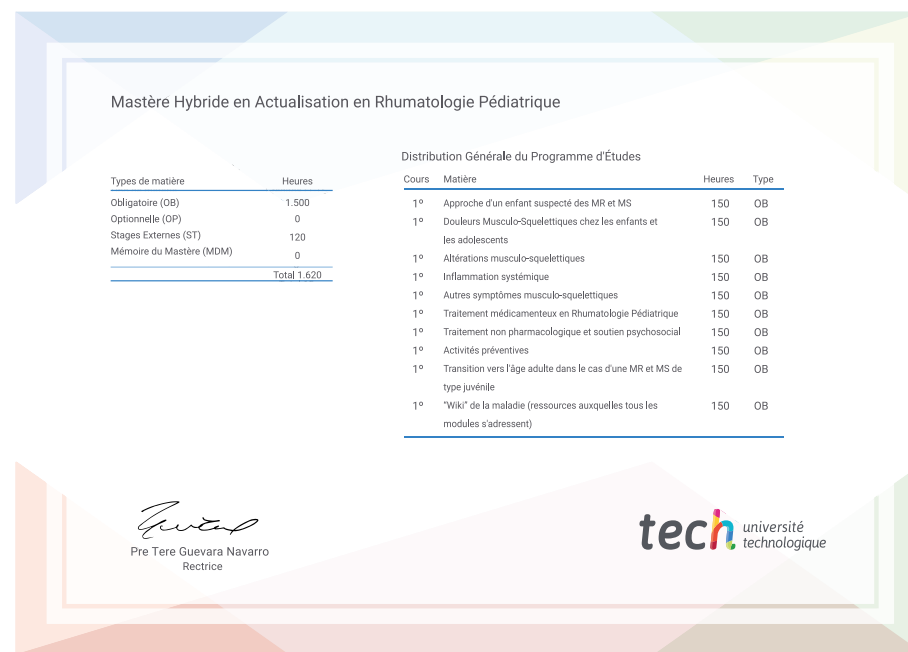 Mastère Hybride en Actualisation en Rhumatologie Pédiatrique
Types de matière Heures
Obligatoire (OB) 1.500
Optionnelle (OP) 0
Stages Externes (ST) 120
Mémoire du Mastère (MDM) 0
Total 1.620
Distribution Générale du Programme d'Études
Cours Matière Heures Type
1º Approche d'un enfant suspecté des MR et MS 150 OB
1º Douleurs Musculo-Squelettiques chez les enfants et 150 OB
les adolescents
1º Altérations musculo-squelettiques 150 OB
1º Inflammation systémique 150 OB
1º Autres symptômes musculo-squelettiques 150 OB
1º Traitement médicamenteux en Rhumatologie Pédiatrique 150 OB
1º Traitement non pharmacologique et soutien psychosocial 150 OB
1º Activités préventives 150 OB
1º Transition vers l'âge adulte dans le cas d'une MR et MS de 150 OB
type juvénile
1º "Wiki" de la maladie (ressources auxquelles tous les 150 OB
modules s'adressent)
Pre Tere Guevara Navarro
Rectrice
tech université
technologique